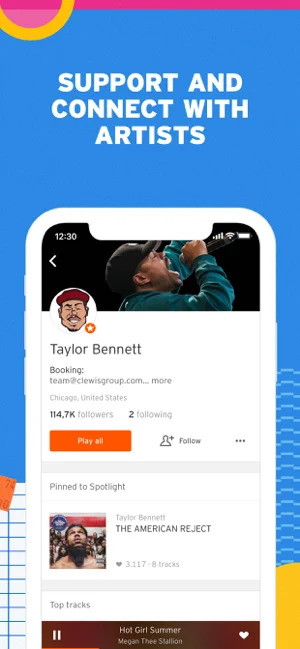 SUPPORT AND
CONNECT WITH
ARTISTS
12:30
Taylor Bennett
Booking:
team@clewisgroup.com... more
Chicago, United States
114,7K followers 2 following
Play all Follow
Pinned to Spotlight
Taylor Bennett
THE AMERICAN REJECT
3.117 · 8 tracks
Top tracks
Hot Girl Summer
Megan Thee Stallion